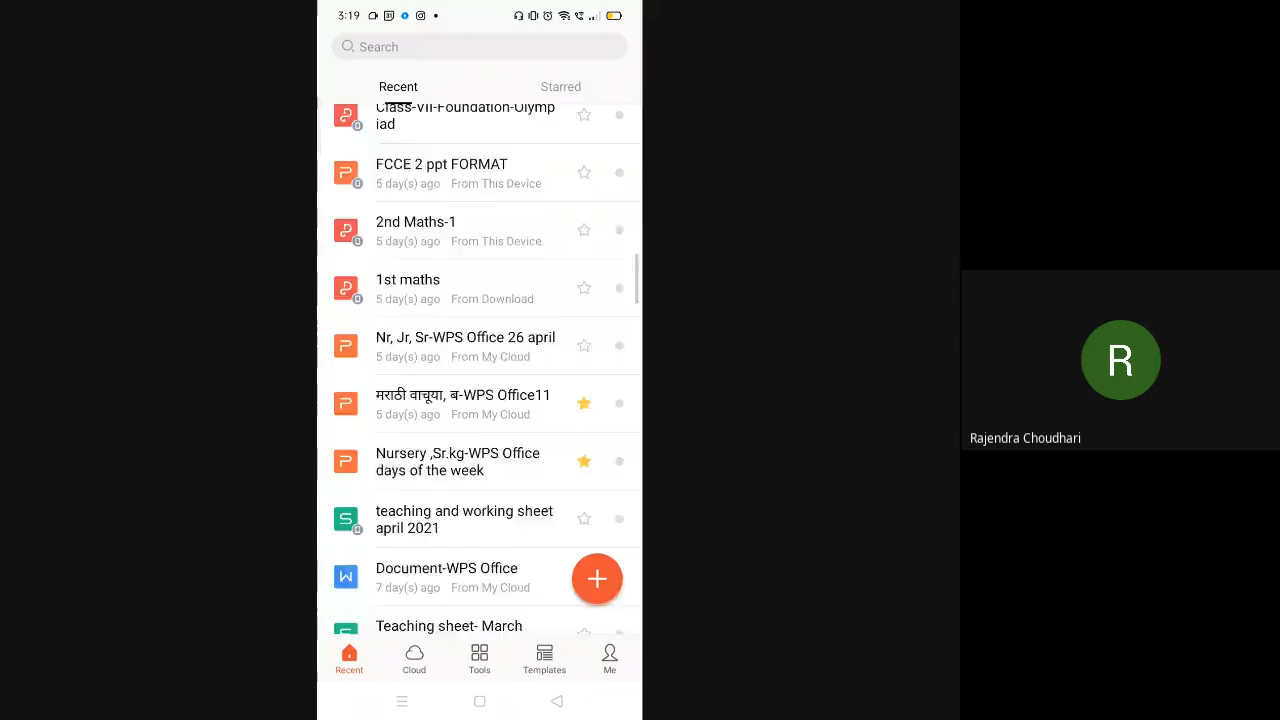 3:19
31
Search
Recent
Starred
Class-VII-Foundation-Olymp
iad
FCCE 2 ppt FORMAT
5 day(s) ago From This Device
2nd Maths-1
5 day(s) ago From This Device
1st maths
5 day(s) ago From Download
Nr, Jr, Sr-WPS Office 26 april
5 day(s) ago From My Cloud
मराठी वाचूया, ब-WPS Office11
5 day(s) ago From My Cloud
Nursery ,Sr.kg-WPS Office
days of the week
teaching and working sheet
april 2021
Document-WPS Office
7 day(s) ago From My Cloud
Teaching sheet- March
Recent
Cloud
Tools
Templates
Me
R
Rajendra Choudhari